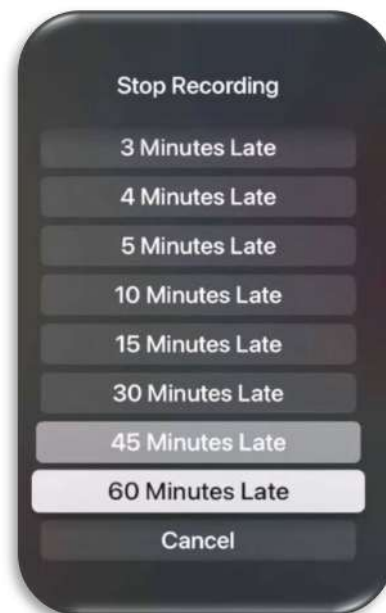 Stop Recording
3 Minutes Late
4 Minutes Late
5 Minutes Late
10 Minutes Late
15 Minutes Late
30 Minutes Late
45 Minutes Late
60 Minutes Late
Cancel